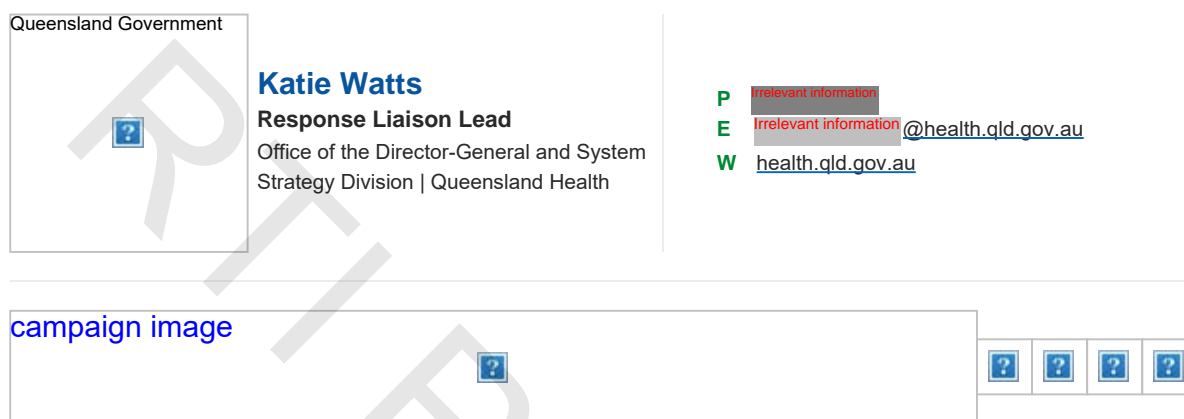 Queensland Government
Katie Watts
Response Liaison Lead
Office of the Director-General and System
Strategy Division | Queensland Health
P Irrelevant information
E Irrelevant information @health.qld.gov.au
W health.qld.gov.au
campaign image
RTI R